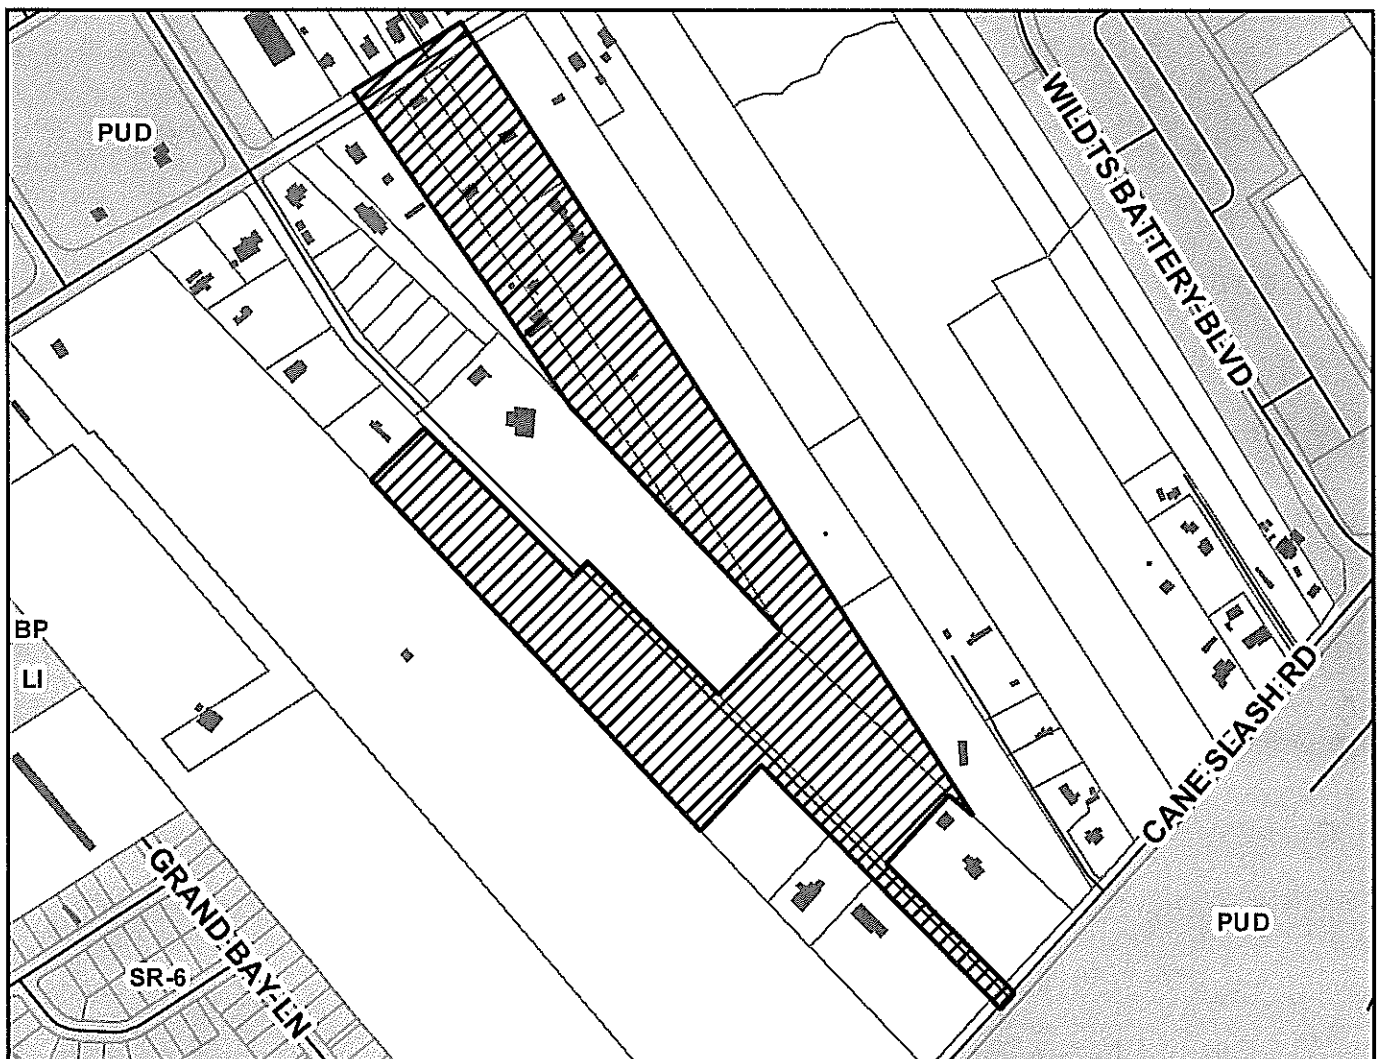 PUD
WILDTS BATTERY BLVD
BP
LI
CANE SLASH RD
GRAND BAY LN
SR-6
PUD